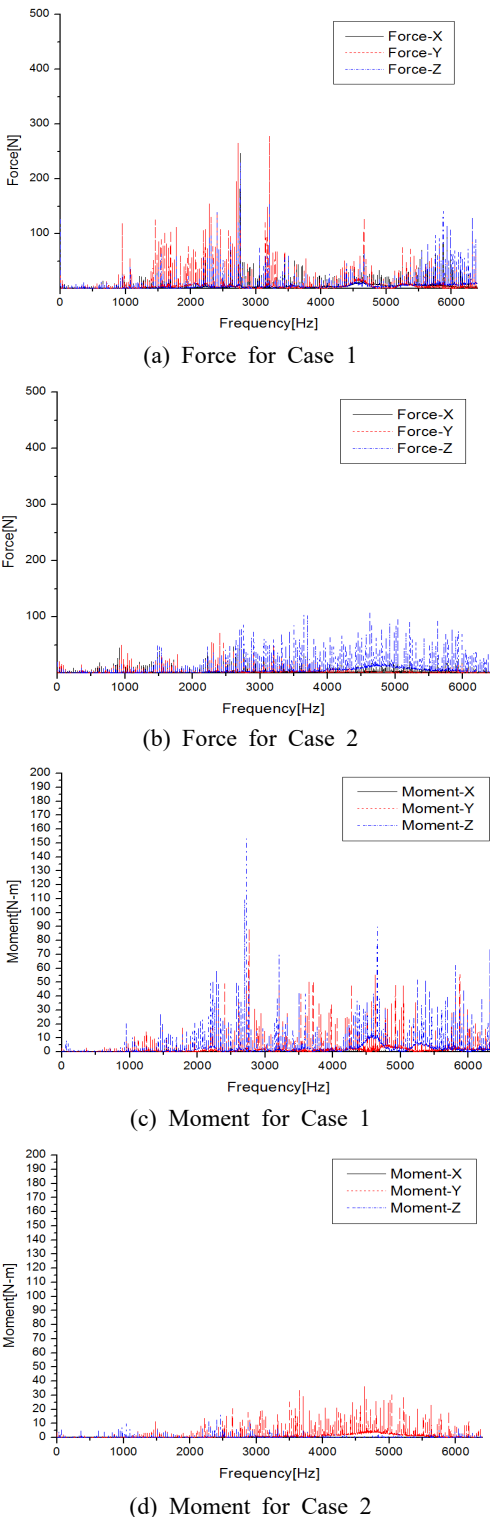 500
400
300
200
100
Force[N]
Force-X
Force-Y
Force-Z
0 1000 2000 3000 4000 5000 6000
Frequency[Hz]
(a) Force for Case 1
500
400
300
200
100
Force[N]
Force-X
Force-Y
Force-Z
0 1000 2000 3000 4000 5000 6000
Frequency[Hz]
(b) Force for Case 2
200
190
180
170
160
150
140
130
120
110
100
90
80
70
60
50
40
30
20
10
0
Moment[N-m]
Moment-X
Moment-Y
Moment-Z
0 1000 2000 3000 4000 5000 6000
Frequency[Hz]
(c) Moment for Case 1
200
190
180
170
160
150
140
130
120
110
100
90
80
70
60
50
40
30
20
10
0
Moment[N-m]
Moment-X
Moment-Y
Moment-Z
0 1000 2000 3000 4000 5000 6000
Frequency[Hz]
(d) Moment for Case 2